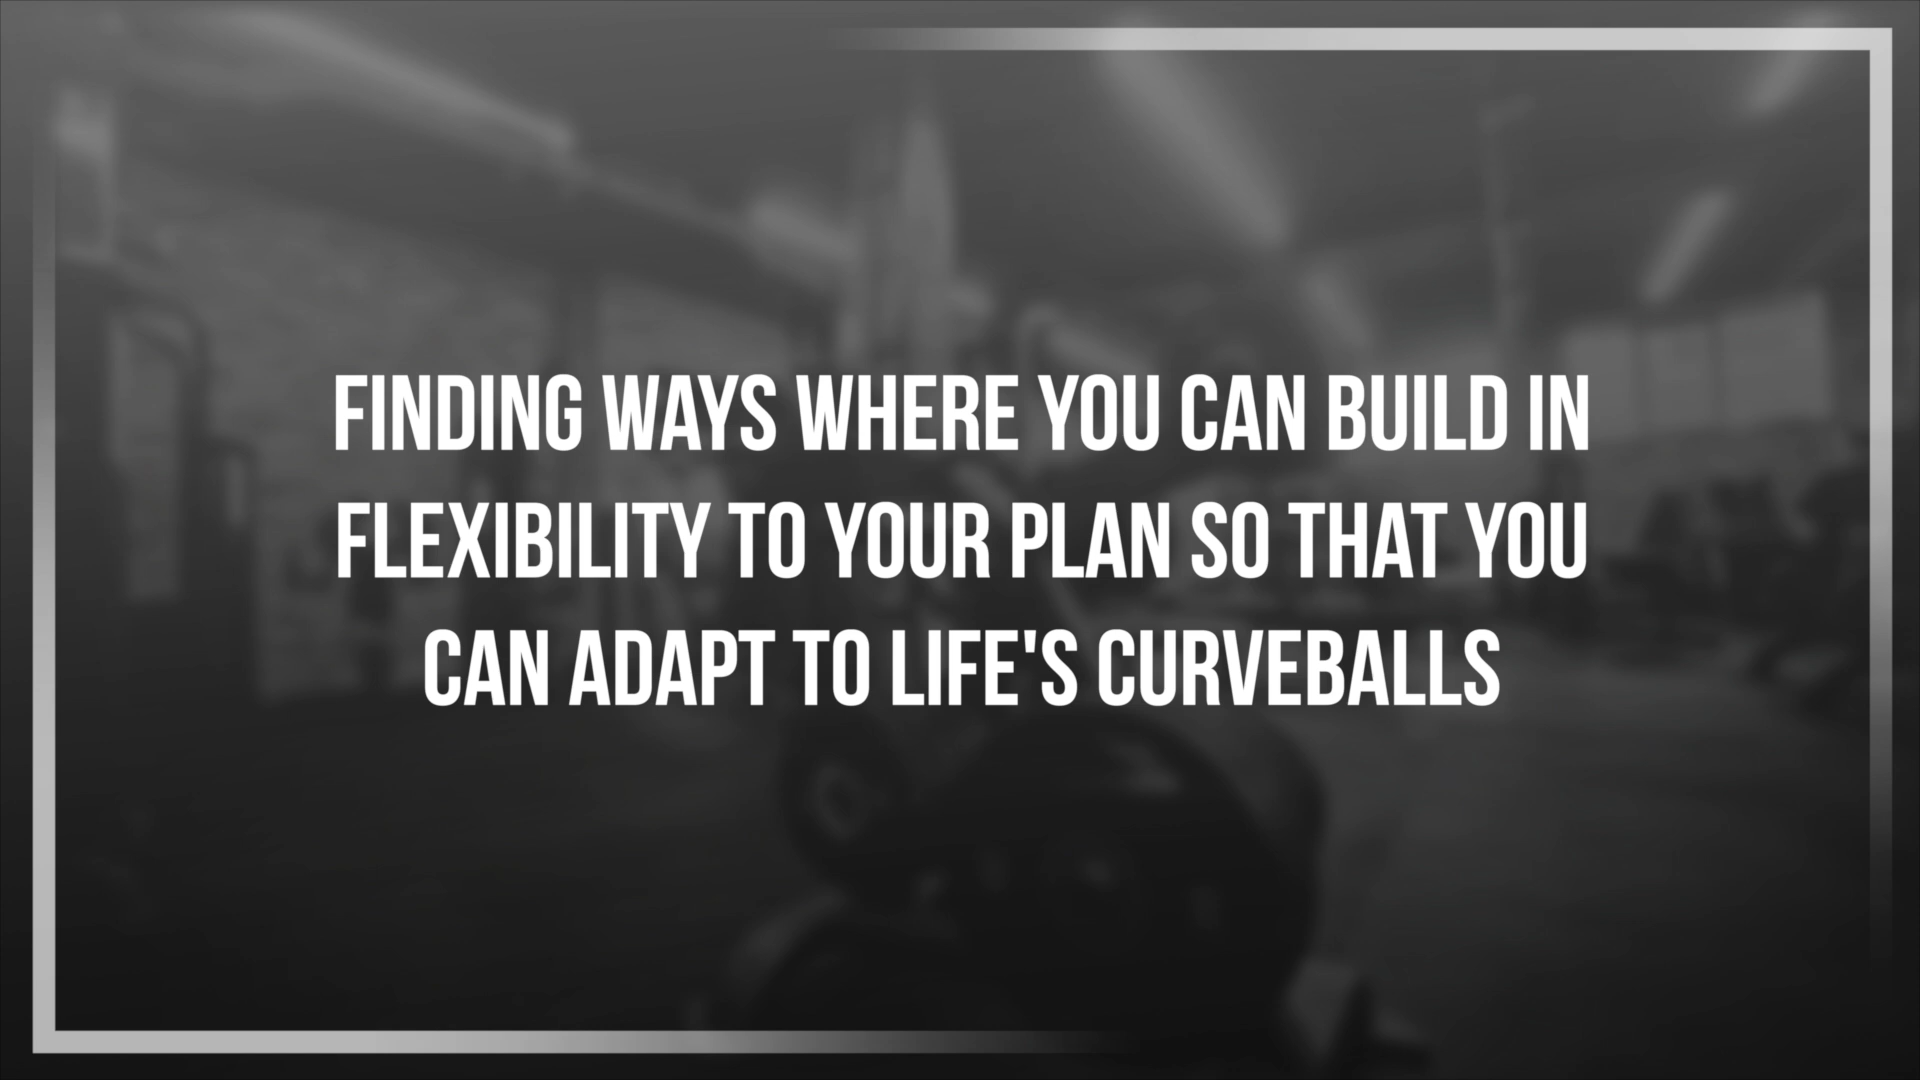 FINDING WAYS WHERE YOU CAN BUILD IN
FLEXIBILITY TO YOUR PLAN SO THAT YOU
CAN ADAPT TO LIFE'S CURVEBALLS